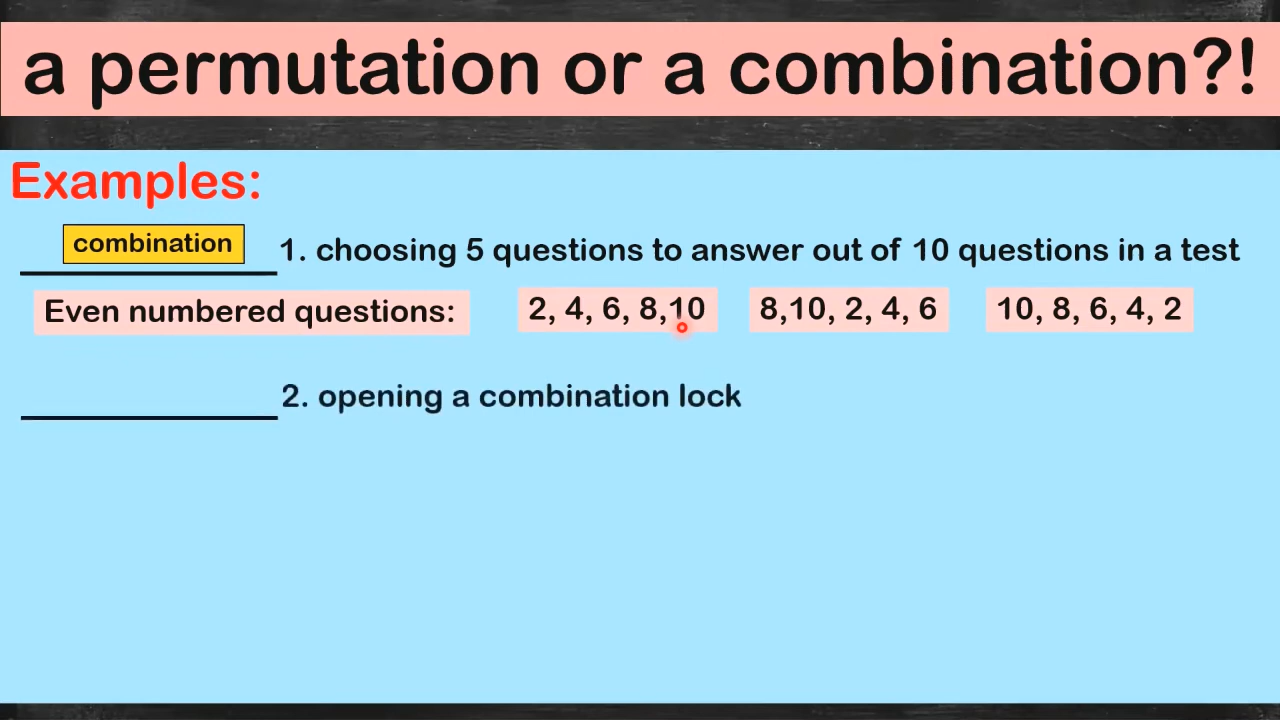 a permutation or a combination?!
Examples:
combination 1. choosing 5 questions to answer out of 10 questions in a test
Even numbered questions: 2, 4, 6, 8,10 8,10, 2, 4, 6 10, 8, 6, 4, 2
2. opening a combination lock